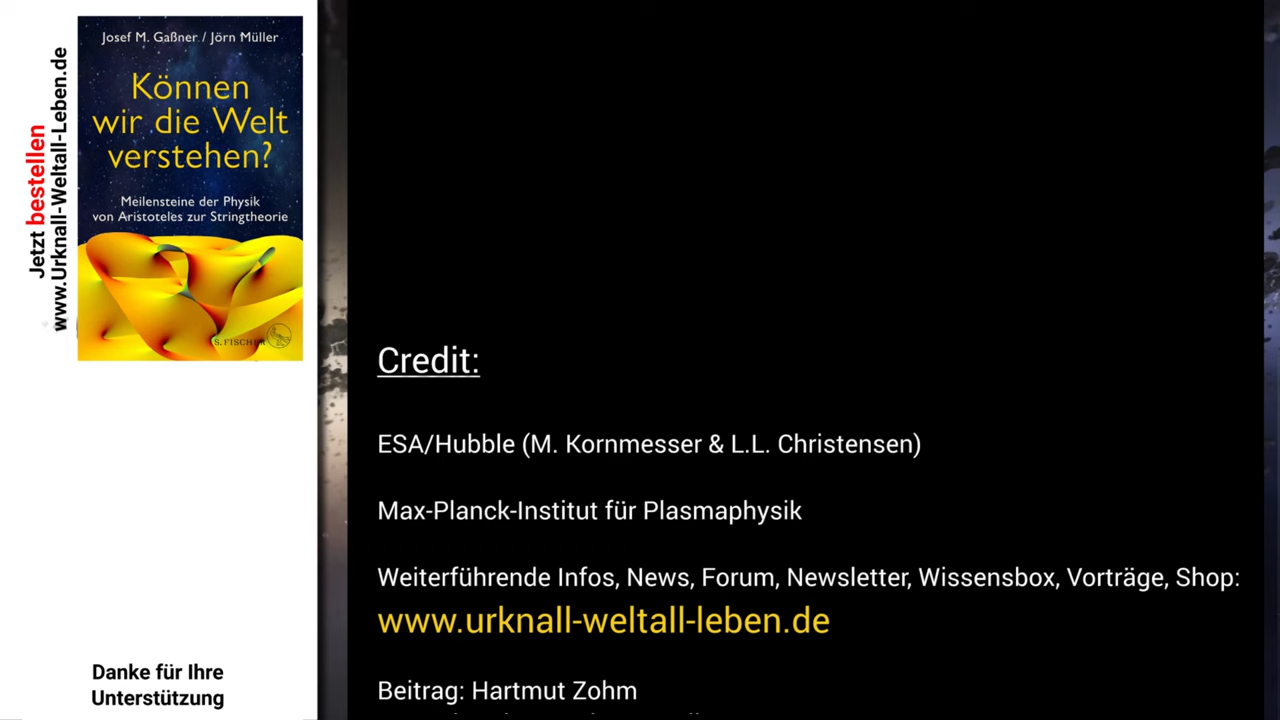 Jetzt bestellen
www.Urknall-Weltall-Leben.de
Josef M. Gaßner / Jörn Müller
Können
wir die Welt
verstehen?
Meilensteine der Physik
von Aristoteles zur Stringtheorie
S. FISCHER
Danke für Ihre
Unterstützung
Credit:
ESA/Hubble (M. Kornmesser & L.L. Christensen)
Max-Planck-Institut für Plasmaphysik
Weiterführende Infos, News, Forum, Newsletter, Wissensbox, Vorträge, Shop:
www.urknall-weltall-leben.de
Beitrag: Hartmut Zohm